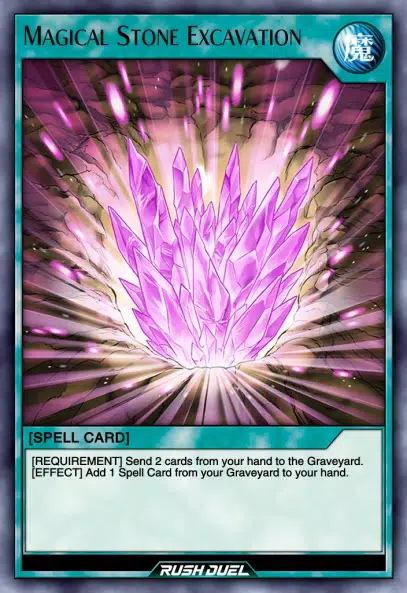 Magical Stone Excavation
魔
[SPELL CARD]
[REQUIREMENT] Send 2 cards from your hand to the Graveyard.
[EFFECT] Add 1 Spell Card from your Graveyard to your hand.
RUSH DUEL